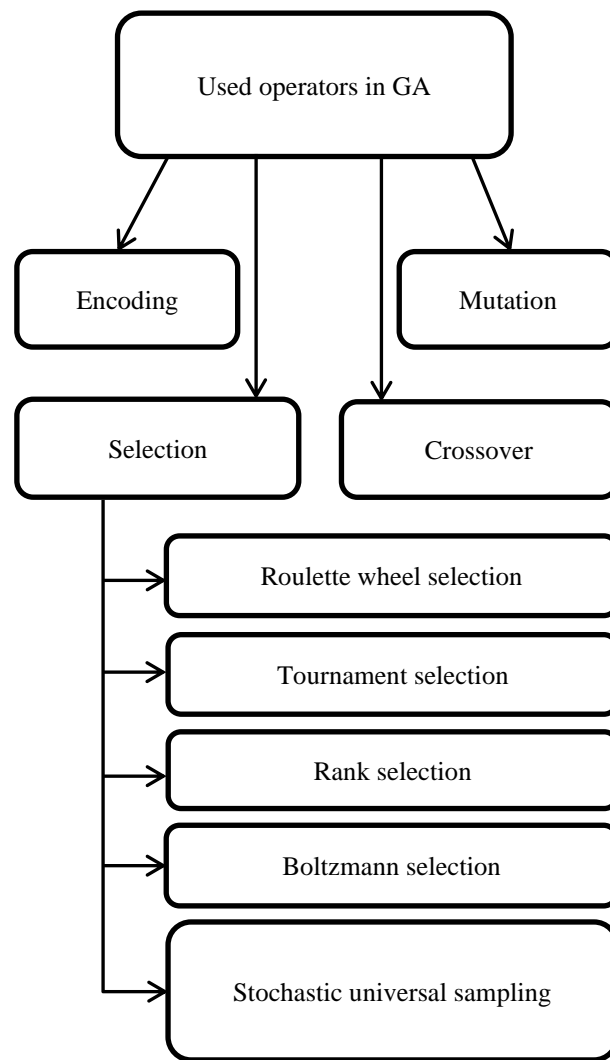 Used operators in GA
Encoding
Mutation
Selection
Crossover
Roulette wheel selection
Tournament selection
Rank selection
Boltzmann selection
Stochastic universal sampling